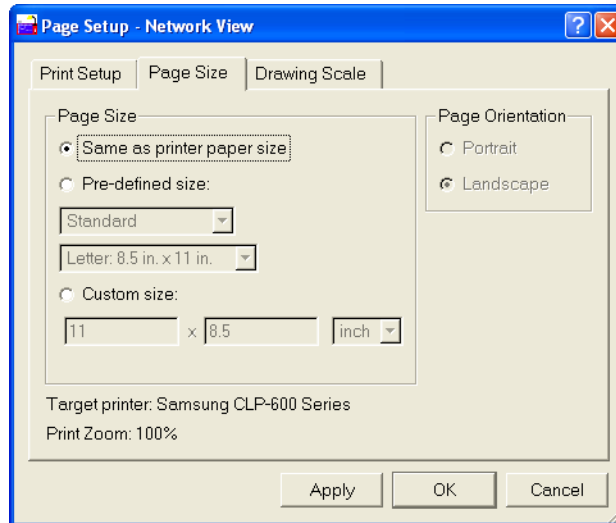 Page Setup - Network View
Print Setup Page Size Drawing Scale
Page Size
Same as printer paper size
Pre-defined size:
Standard
Letter: 8.5 in. x 11 in.
Custom size:
11 x 8.5 inch
Page Orientation
Portrait
Landscape
Target printer: Samsung CLP-600 Series
Print Zoom: 100%
Apply OK Cancel